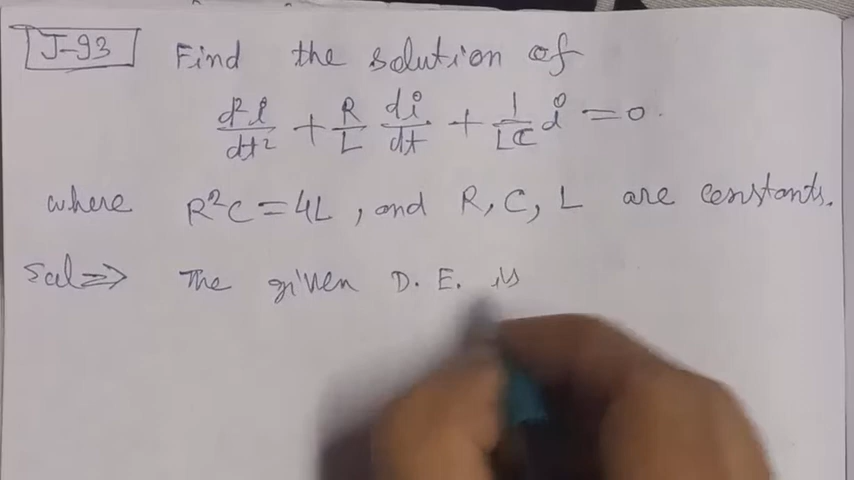 J-93 Find the solution of
d²i/dt² + R/L di/dt + 1/LC i = 0.
where R²C = 4L, and R, C, L are constants.
Sol ⇒ The given D. E. is